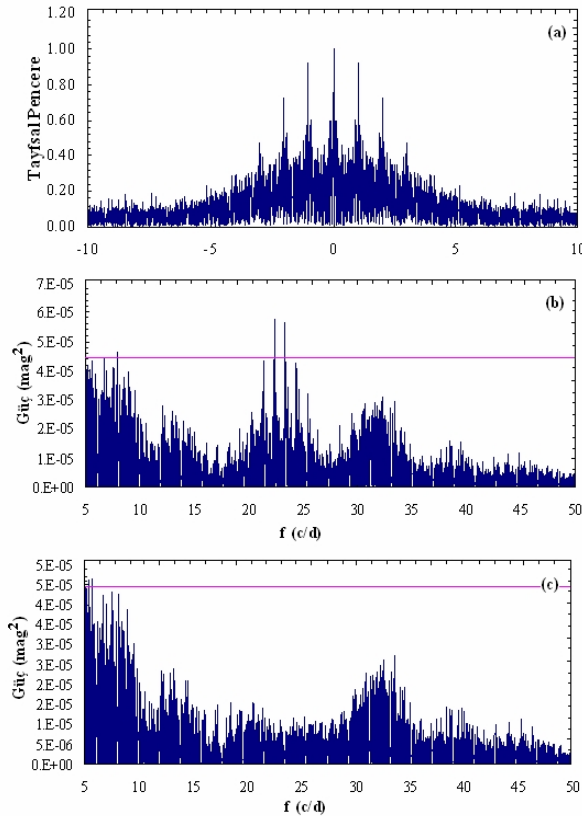 (a)
Tayfsal Pencere
1.20
1.00
0.80
0.60
0.40
0.20
0.00
-10 -5 0 5 10
(b)
Güç (mag²)
7.E-05
6.E-05
5.E-05
4.E-05
3.E-05
2.E-05
1.E-05
0.E+00
5 10 15 20 25 30 35 40 45 50
f (c/d)
(c)
Güç (mag²)
5.E-05
5.E-05
4.E-05
4.E-05
3.E-05
3.E-05
2.E-05
2.E-05
1.E-05
5.E-06
0.E+00
5 10 15 20 25 30 35 40 45 50
f (c/d)